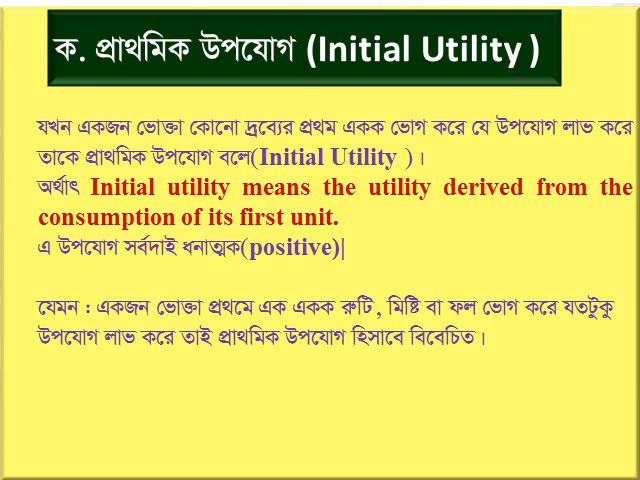 ক. প্রাথমিক উপযোগ (Initial Utility )
যখন একজন ভোক্তা কোনো দ্রব্যের প্রথম একক ভোগ করে যে উপযোগ লাভ করে
তাকে প্রাথমিক উপযোগ বলে(Initial Utility )।
অর্থাৎ Initial utility means the utility derived from the
consumption of its first unit.
এ উপযোগ সর্বদাই ধনাত্মক(positive)|
যেমন : একজন ভোক্তা প্রথমে এক একক রুটি, মিষ্টি বা ফল ভোগ করে যতটুকু
উপযোগ লাভ করে তাই প্রাথমিক উপযোগ হিসাবে বিবেচিত।